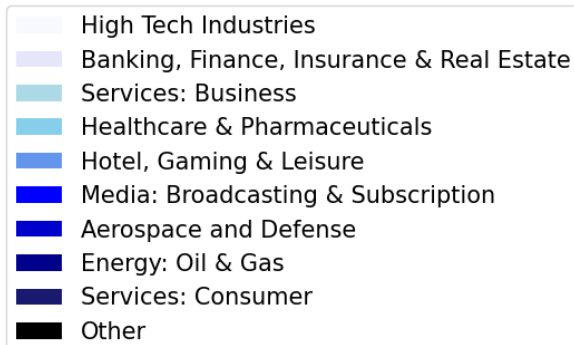 High Tech Industries
Banking, Finance, Insurance & Real Estate
Services: Business
Healthcare & Pharmaceuticals
Hotel, Gaming & Leisure
Media: Broadcasting & Subscription
Aerospace and Defense
Energy: Oil & Gas
Services: Consumer
Other